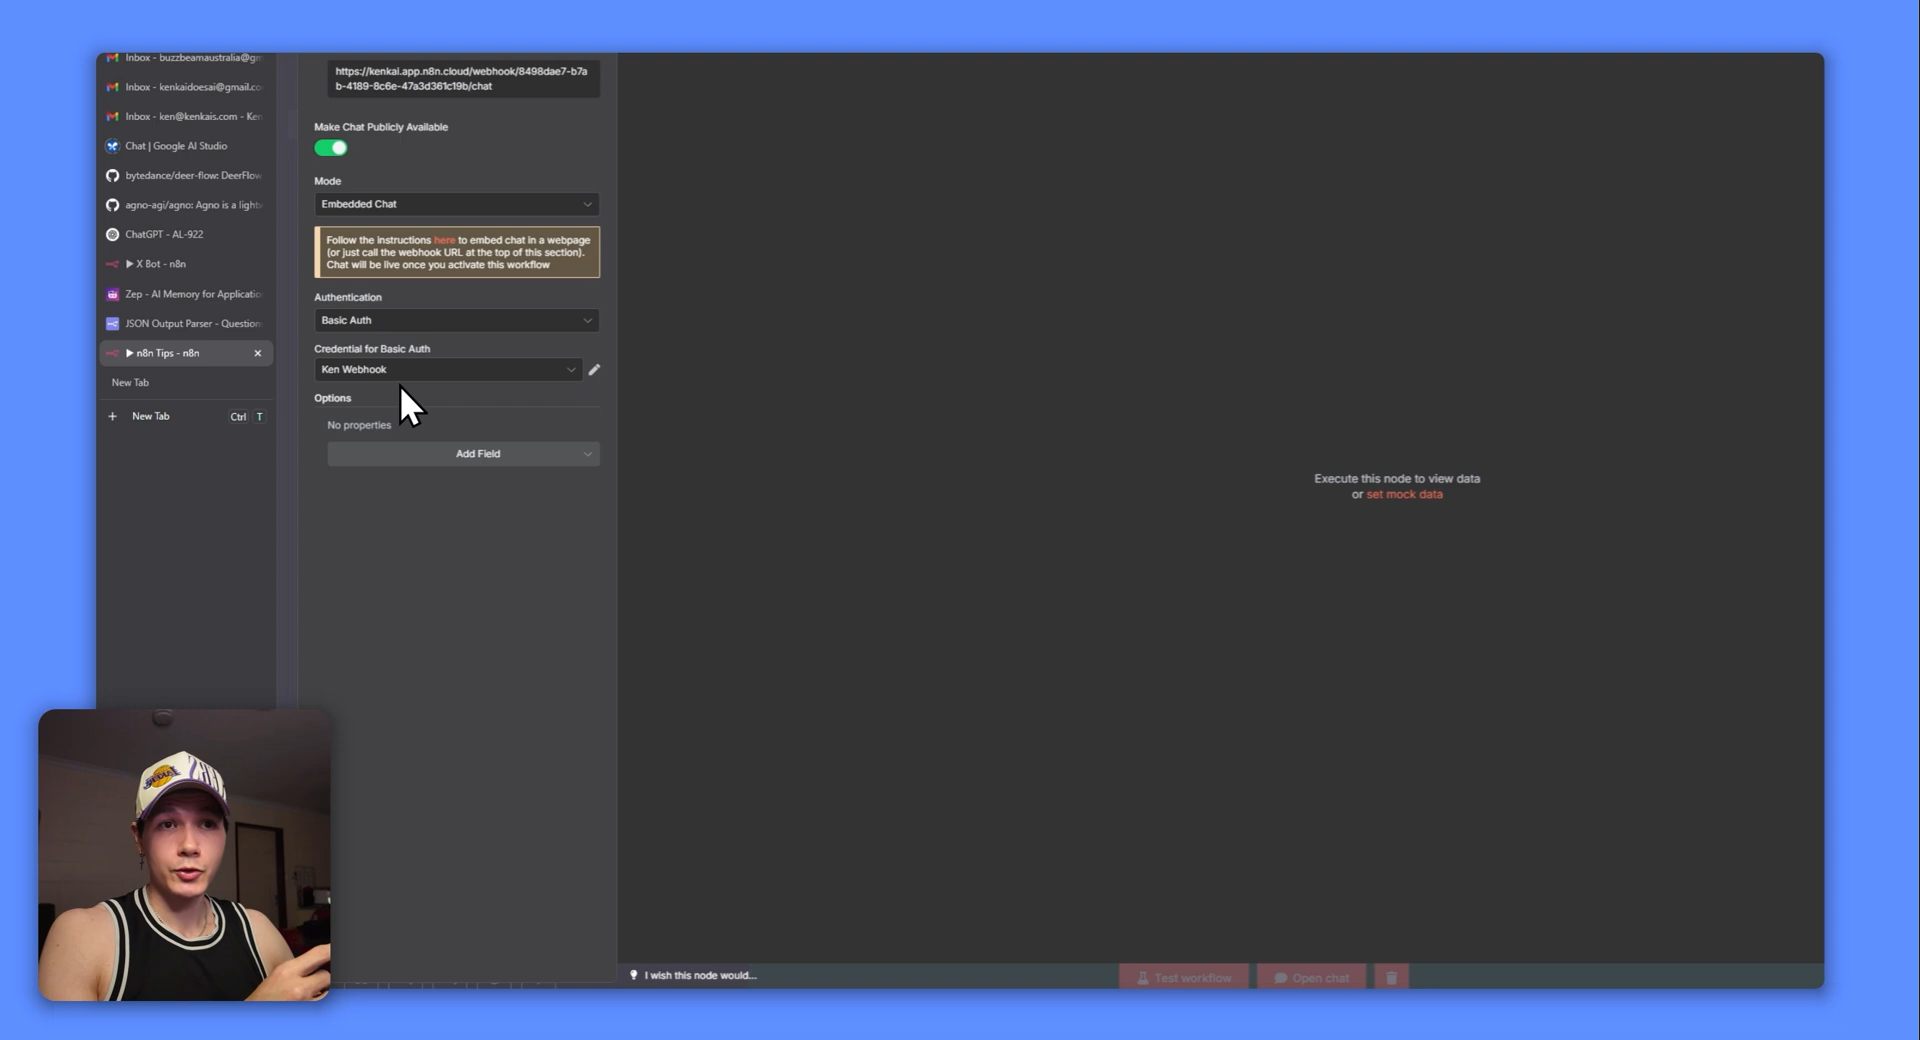 Inbox - buzzbeamaustralia@gm
Inbox - kenkaidoesai@gmail.co
Inbox - ken@kenkais.com - Ken
Chat | Google AI Studio
bytedance/deer-flow: DeerFlow
agno-agi/agno: Agno is a lightw
ChatGPT - AL-922
▶ X Bot - n8n
Zep - AI Memory for Applicatio
JSON Output Parser - Question
▶ n8n Tips - n8n
New Tab
+ New Tab Ctrl T
https://kenkai.app.n8n.cloud/webhook/8498dae7-b7a
b-4189-8c6e-47a3d361c19b/chat
Make Chat Publicly Available
Mode
Embedded Chat
Follow the instructions here to embed chat in a webpage
(or just call the webhook URL at the top of this section).
Chat will be live once you activate this workflow
Authentication
Basic Auth
Credential for Basic Auth
Ken Webhook
Options
No properties
Add Field
Execute this node to view data
or set mock data
I wish this node would...
Test workflow
Open chat